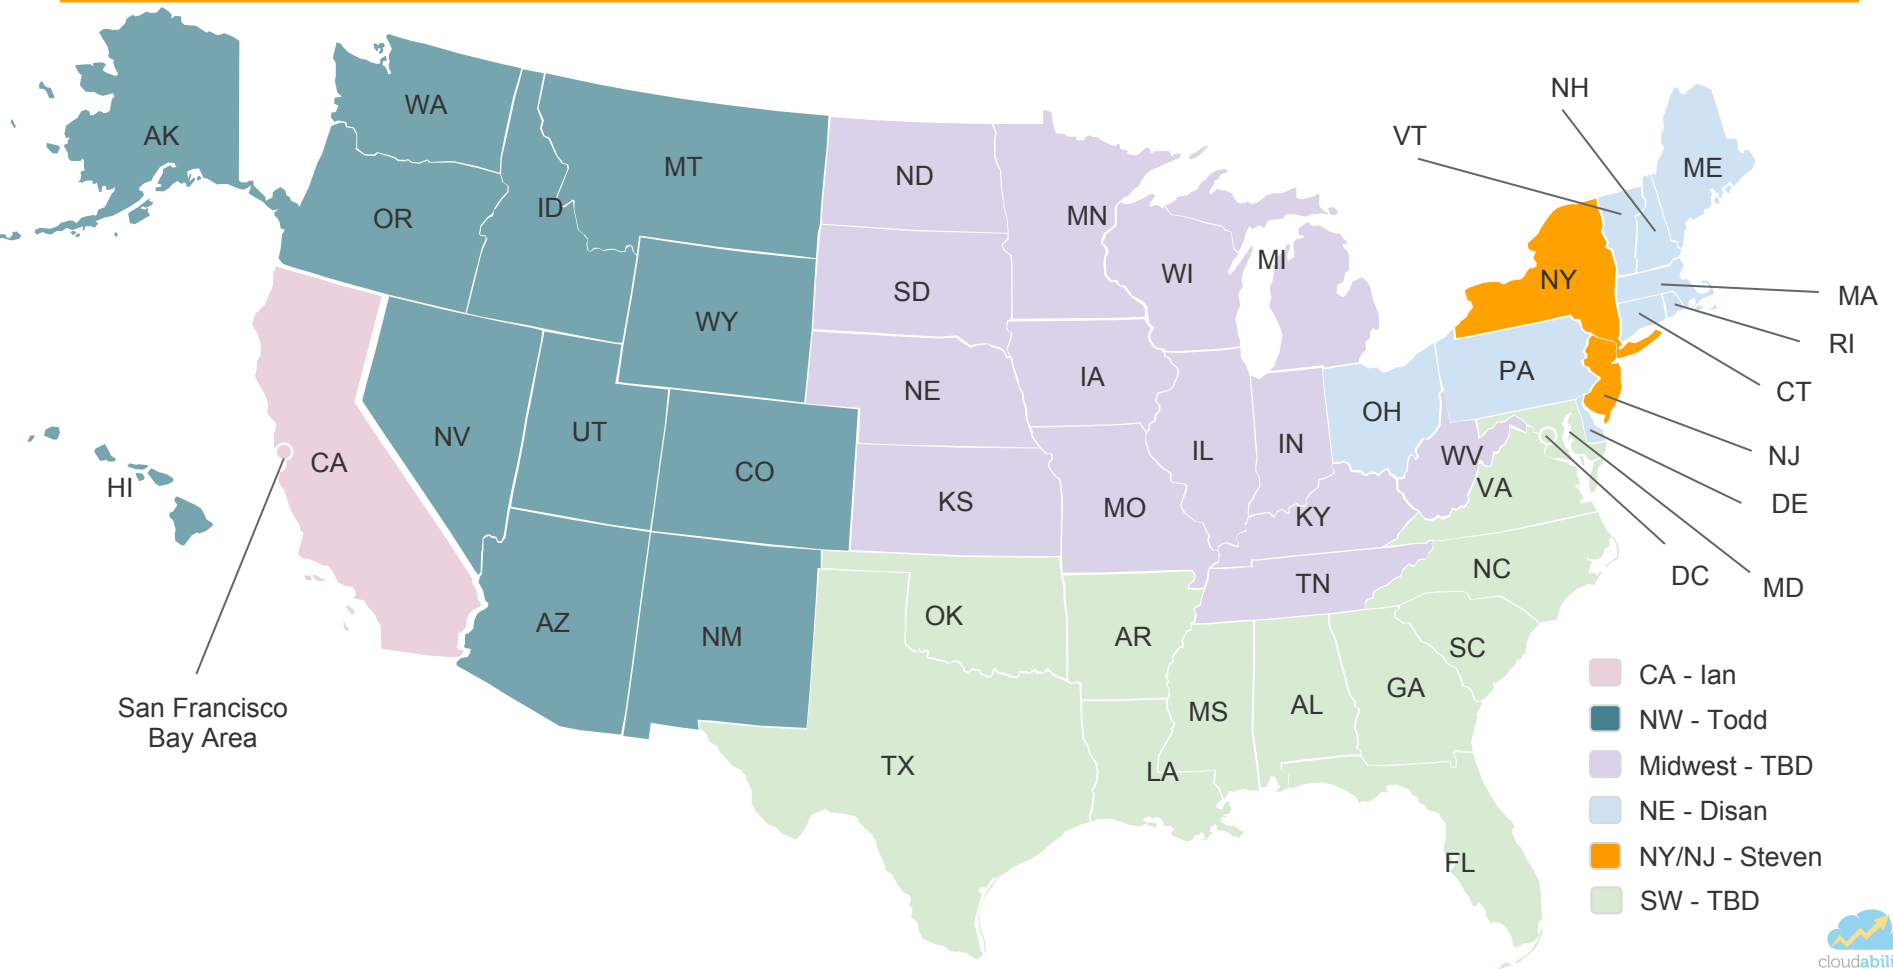 AK
WA
MT
ND
MN
OR
ID
SD
WI
MI
WY
NE
IA
NV
UT
CO
KS
MO
IL
IN
OH
PA
NY
VT
NH
ME
MA
RI
CT
NJ
DE
MD
DC
WV
VA
KY
TN
NC
SC
GA
AL
MS
AR
LA
OK
TX
FL
AZ
NM
CA
HI
San Francisco
Bay Area
CA - Ian
NW - Todd
Midwest - TBD
NE - Disan
NY/NJ - Steven
SW - TBD
cloudabili